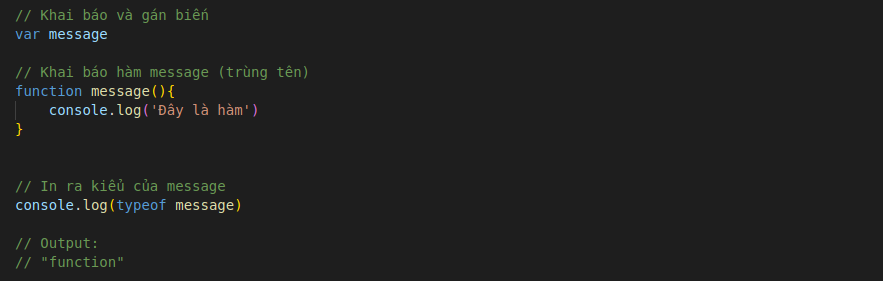 // Khai báo và gán biến
var message
// Khai báo hàm message (trùng tên)
function message(){
    console.log('Đây là hàm')
}
// In ra kiểu của message
console.log(typeof message)
// Output:
// "function"